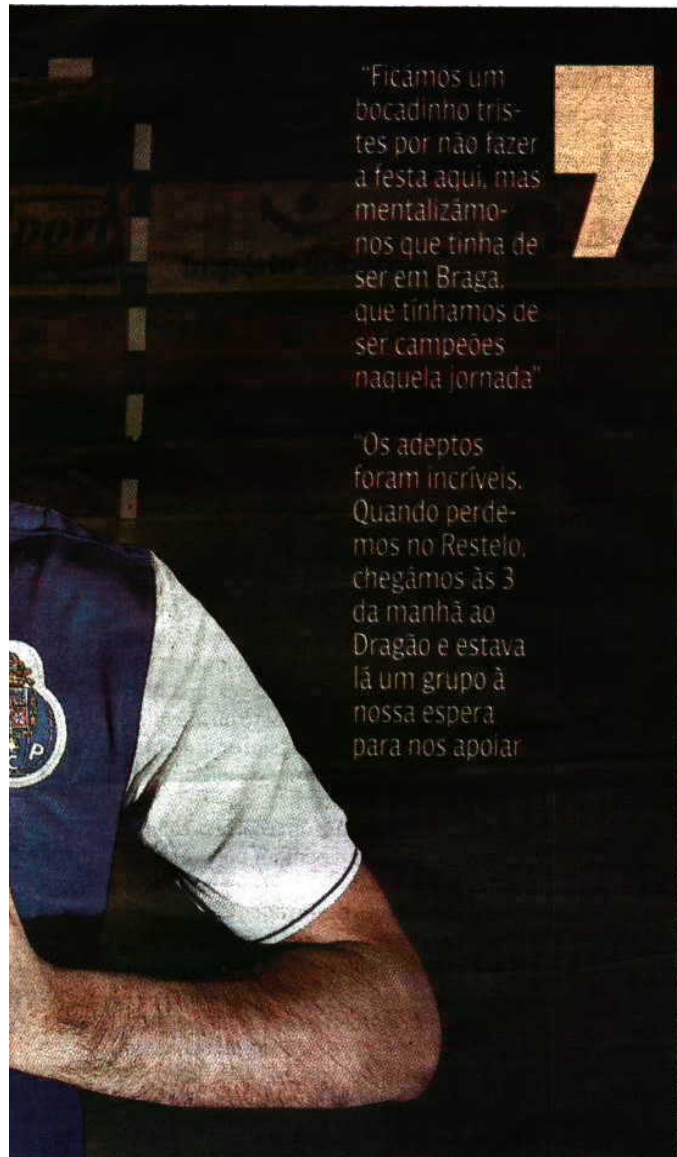 "Ficámos um
bocadinho tris-
tes por não fazer
a festa aqui, mas
mentalizámo-
nos que tinha de
ser em Braga,
que tínhamos de
ser campeões
naquela jornada"
"Os adeptos
foram incríveis.
Quando perde-
mos no Restelo,
chegámos às 3
da manhã ao
Dragão e estava
lá um grupo à
nossa espera
para nos apoiar
P
C